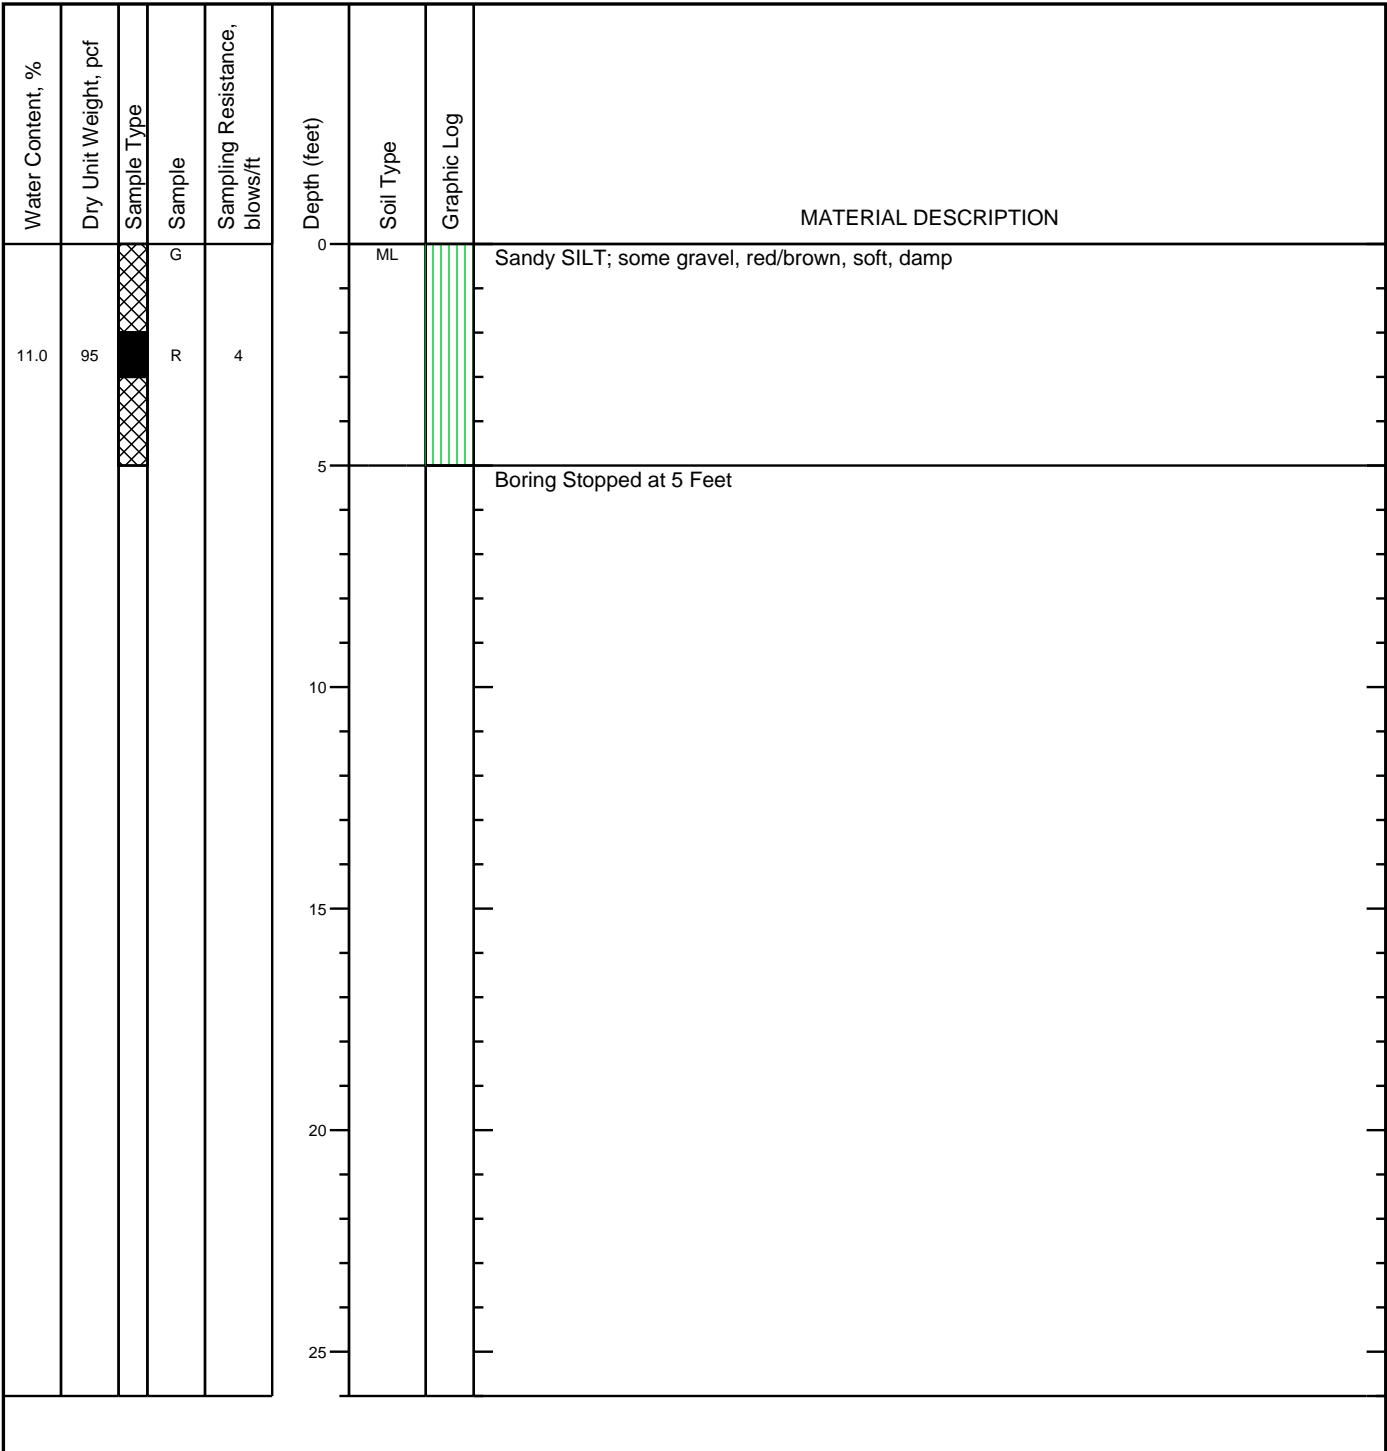 Water Content, %
Dry Unit Weight, pcf
Sample Type
Sample
Sampling Resistance,
blows/ft
Depth (feet)
Soil Type
Graphic Log
MATERIAL DESCRIPTION
0
G
ML
Sandy SILT; some gravel, red/brown, soft, damp
11.0
95
R
4
5
Boring Stopped at 5 Feet
10
15
20
25